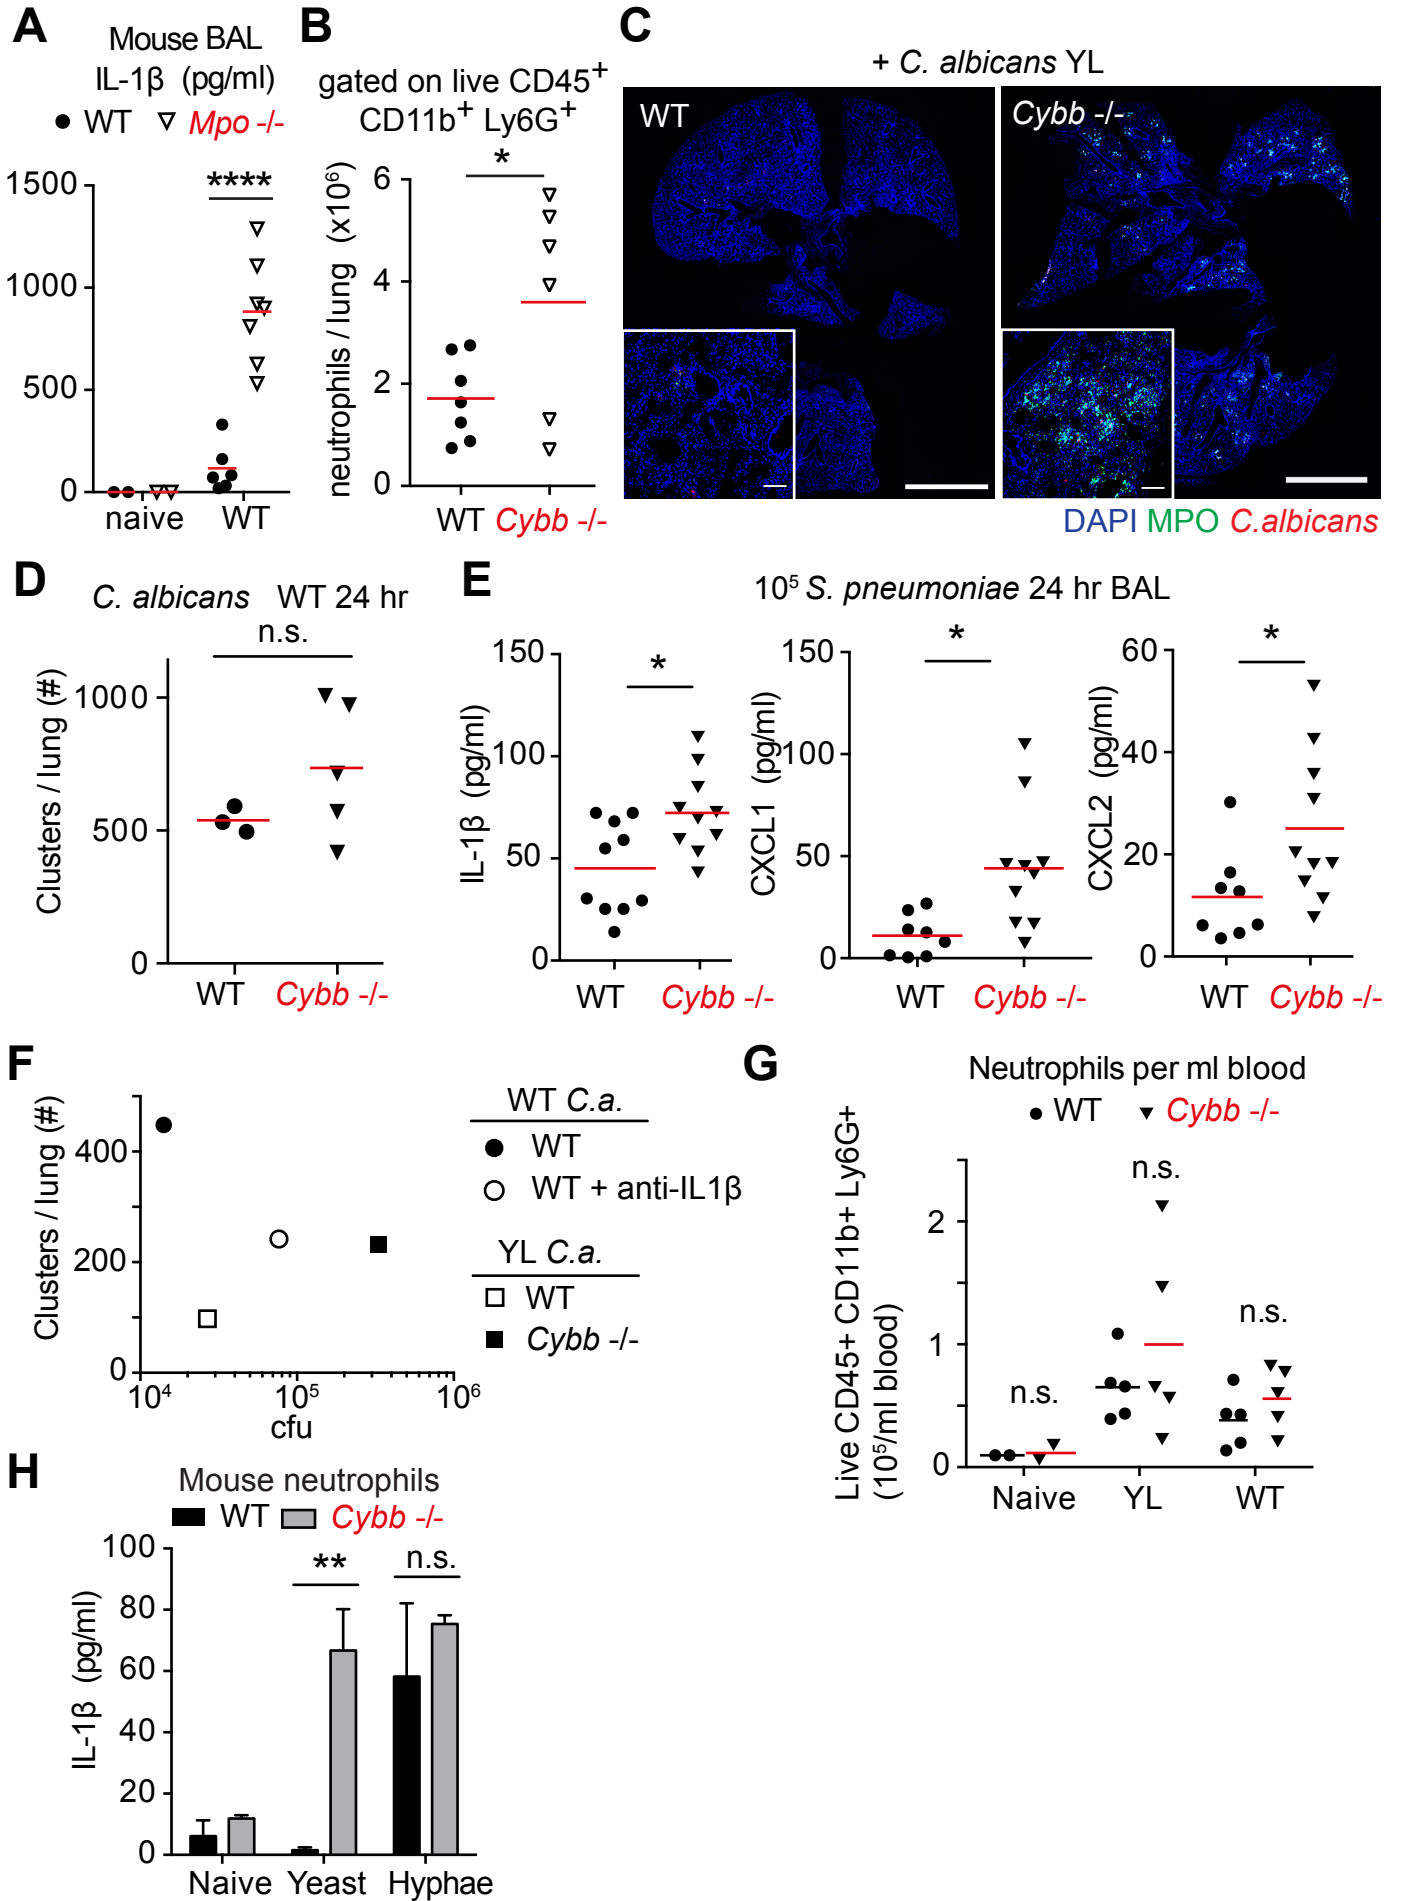 A
Mouse BAL
IL-1β (pg/ml)
WT Mpo -/-
****
1500
1000
500
0
naive WT
B
gated on live CD45+
CD11b+ Ly6G+
*
neutrophils / lung (x10⁶)
6
4
2
0
WT Cybb -/-
C
+ C. albicans YL
WT
Cybb -/-
DAPI MPO C.albicans
D
C. albicans WT 24 hr
n.s.
Clusters / lung (#)
1000
500
0
WT Cybb -/-
E
10⁵ S. pneumoniae 24 hr BAL
*
IL-1β (pg/ml)
150
100
50
0
WT Cybb -/-
*
CXCL1 (pg/ml)
150
100
50
0
WT Cybb -/-
*
CXCL2 (pg/ml)
60
40
20
0
WT Cybb -/-
F
Clusters / lung (#)
400
200
0
10⁴ 10⁵ 10⁶
cfu
WT C.a.
WT
WT + anti-IL1β
YL C.a.
WT
Cybb -/-
G
Neutrophils per ml blood
WT Cybb -/-
Live CD45+ CD11b+ Ly6G+
(10⁵/ml blood)
2
1
0
n.s.
n.s.
n.s.
Naive YL WT
H
Mouse neutrophils
WT Cybb -/-
** n.s.
IL-1β (pg/ml)
100
80
60
40
20
0
Naive Yeast Hyphae